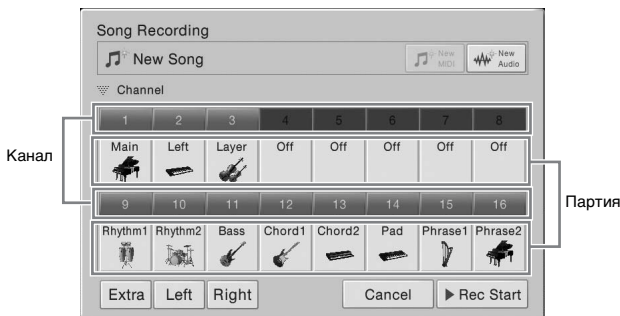 Song Recording
New Song
New MIDI
New Audio
Channel
1 2 3 4 5 6 7 8
Канал
Main Left Layer Off Off Off Off Off
9 10 11 12 13 14 15 16
Партия
Rhythm1 Rhythm2 Bass Chord1 Chord2 Pad Phrase1 Phrase2
Extra Left Right Cancel Rec Start